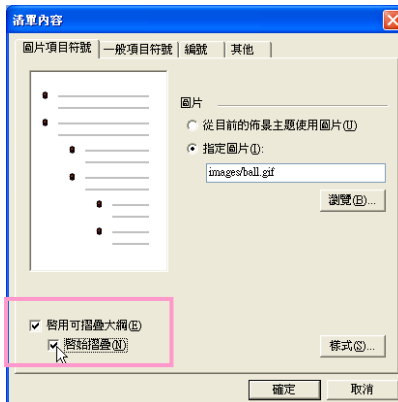 清單內容
圖片項目符號 一般項目符號 編號 其他
圖片
從目前的佈景主題使用圖片(U)
指定圖片(I):
images/ball.gif
瀏覽(B)...
啓用可摺疊大綱(E)
啓始摺疊(N)
樣式(S)...
確定 取消